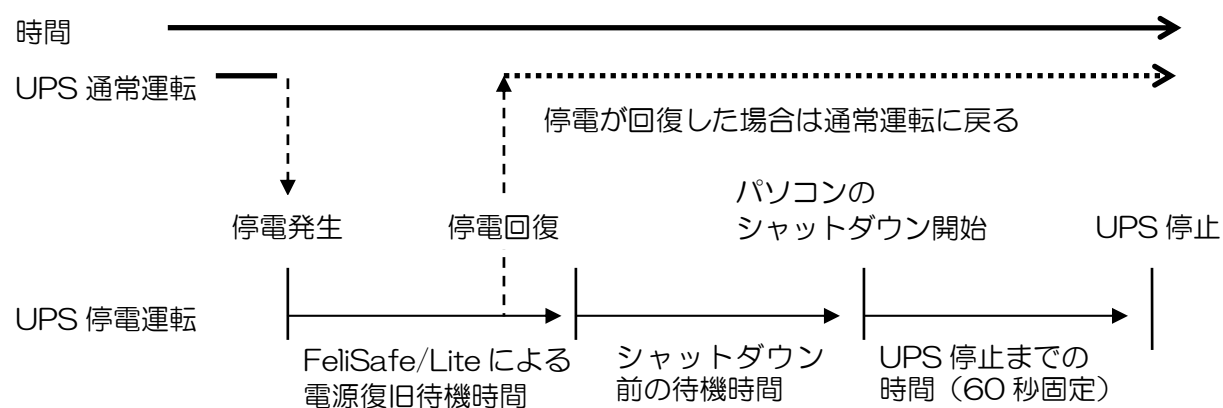 時間
UPS 通常運転
停電が回復した場合は通常運転に戻る
パソコンの
シャットダウン開始
停電発生
停電回復
UPS 停止
UPS 停電運転
FeliSafe/Lite による
電源復旧待機時間
シャットダウン
前の待機時間
UPS 停止までの
時間（60 秒固定）